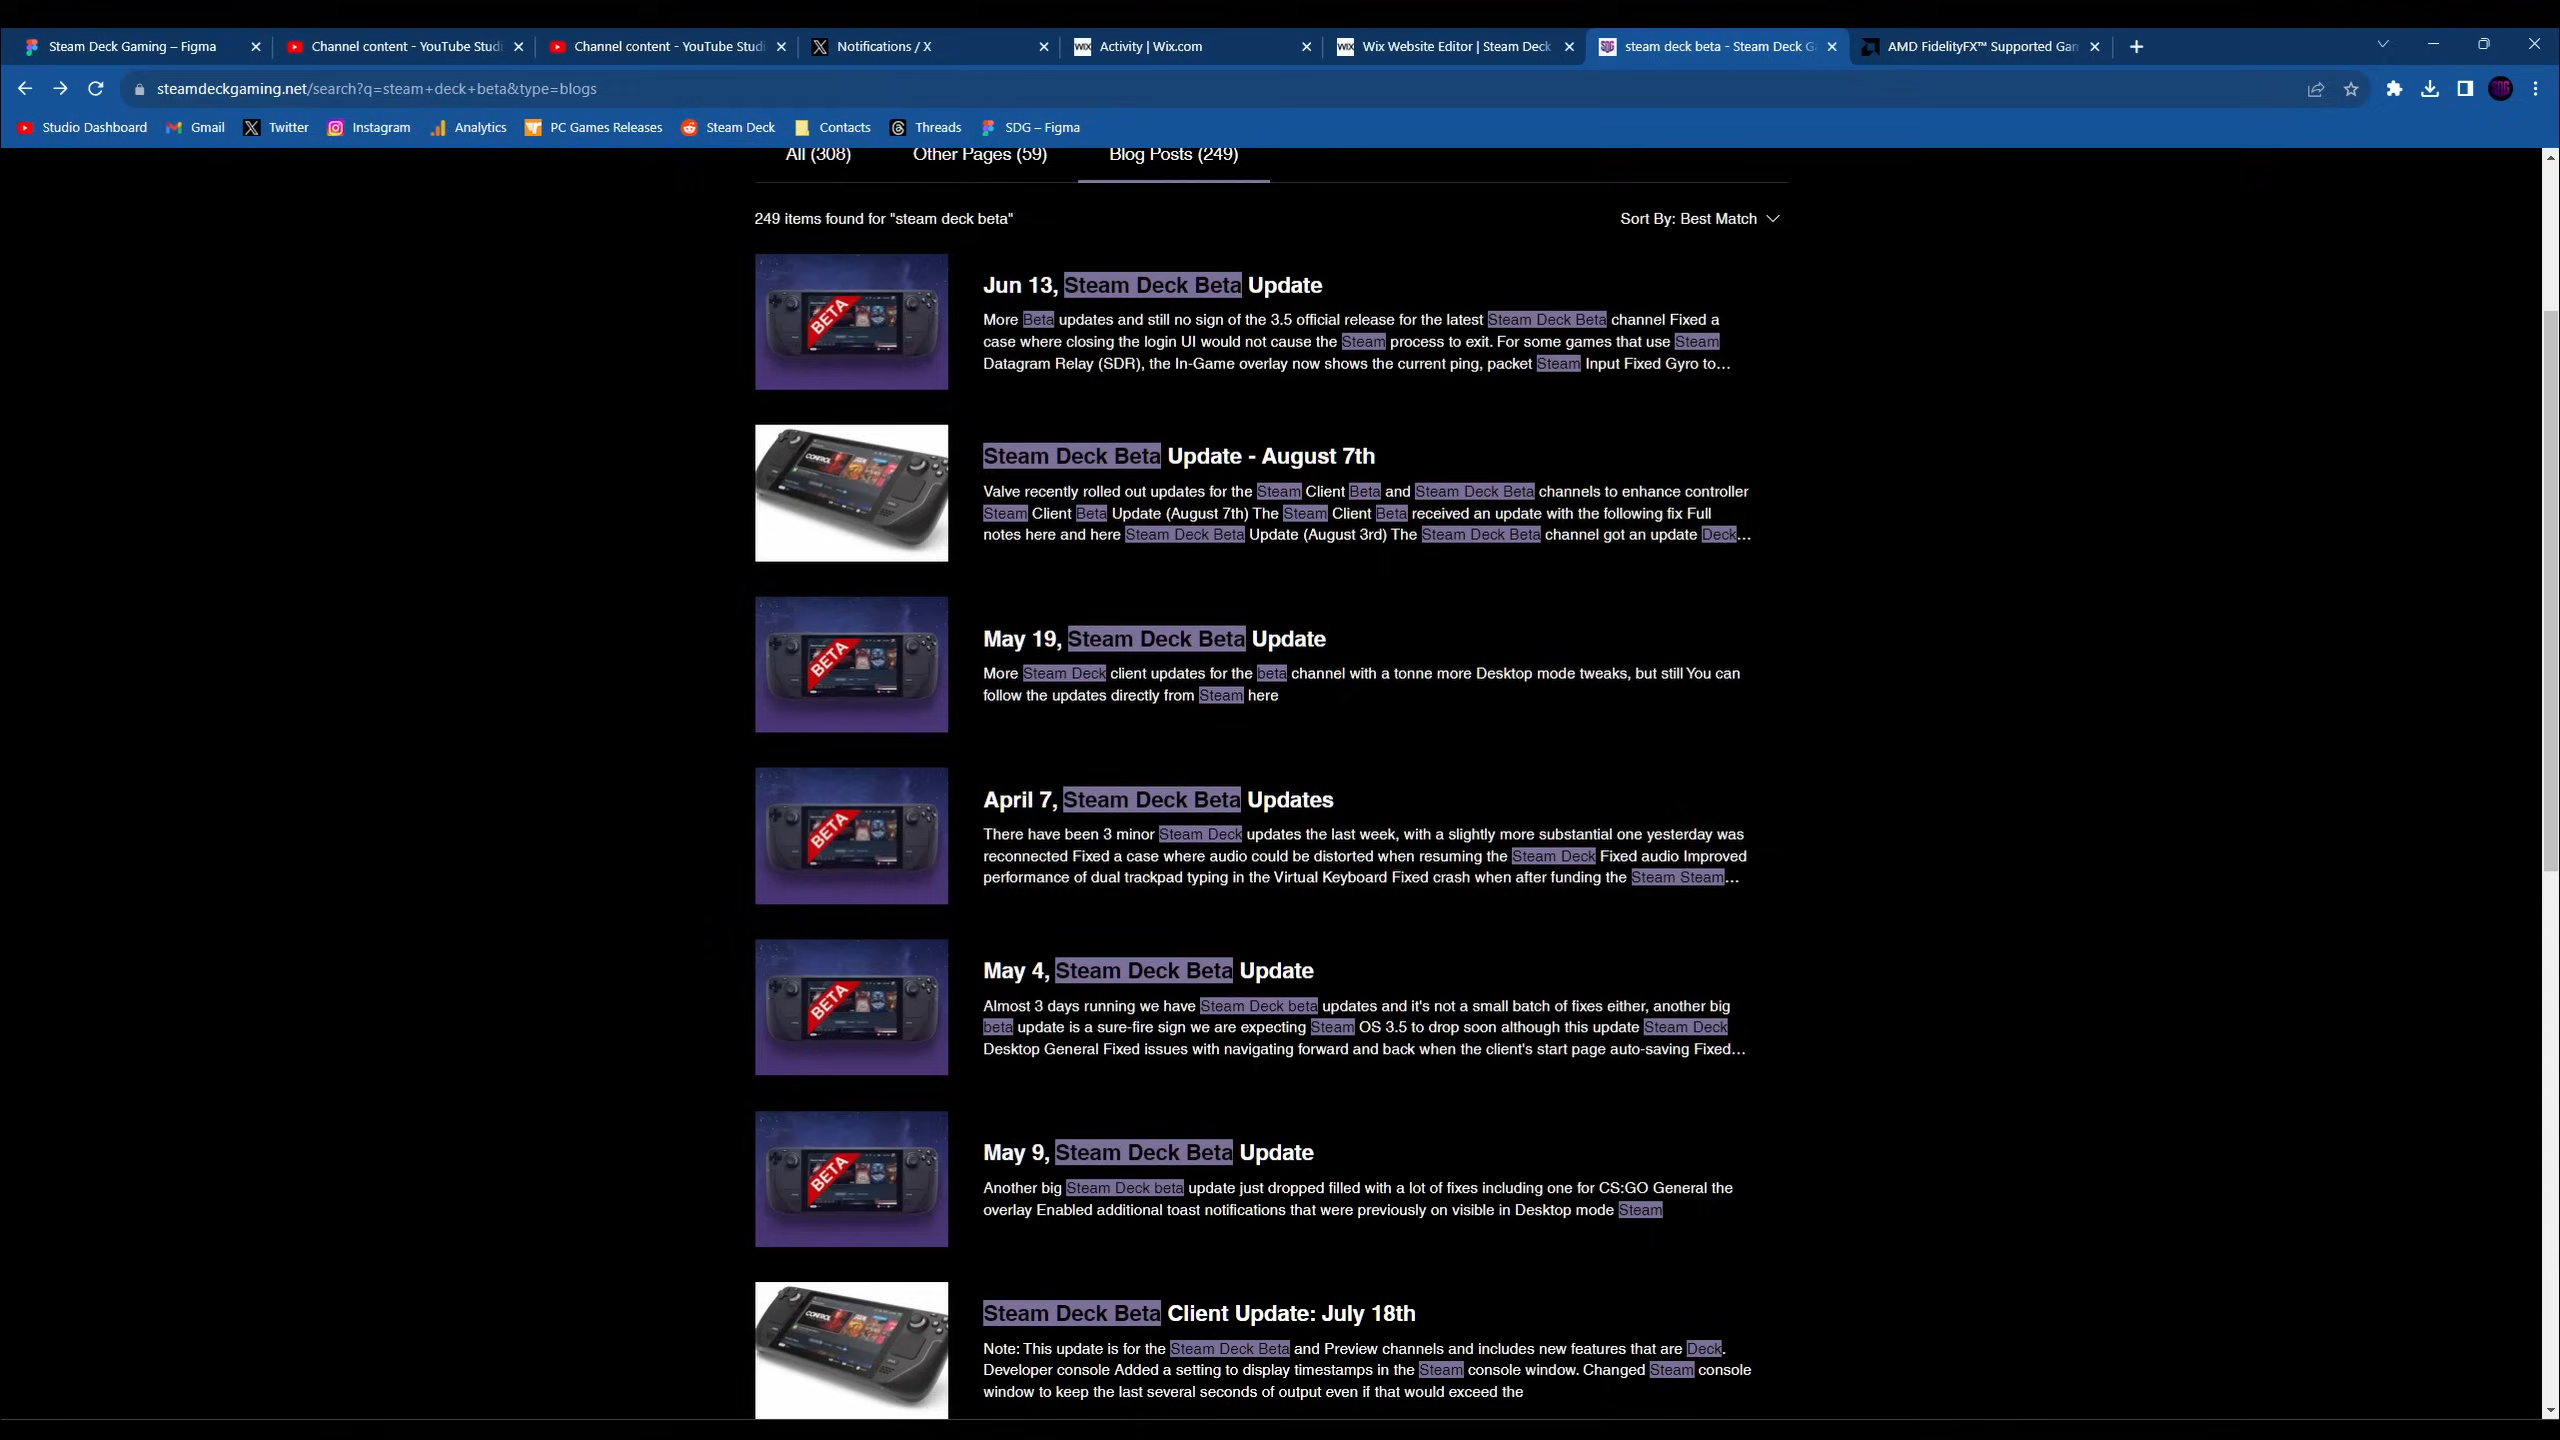 Steam Deck Gaming – Figma
Channel content - YouTube Studi
Channel content - YouTube Studi
Notifications / X
WIX Activity | Wix.com
WIX Wix Website Editor | Steam Deck
SDG steam deck beta - Steam Deck G
AMD FidelityFX™ Supported Gam
steamdeckgaming.net/search?q=steam+deck+beta&type=blogs
Studio Dashboard
Gmail
Twitter
Instagram
Analytics
PC Games Releases
Steam Deck
Contacts
Threads
SDG – Figma
All (308)
Other Pages (59)
Blog Posts (249)
249 items found for "steam deck beta"
Sort By: Best Match
BETA
Jun 13, Steam Deck Beta Update
More Beta updates and still no sign of the 3.5 official release for the latest Steam Deck Beta channel Fixed a
case where closing the login UI would not cause the Steam process to exit. For some games that use Steam
Datagram Relay (SDR), the In-Game overlay now shows the current ping, packet Steam Input Fixed Gyro to...
CONTROL
Steam Deck Beta Update - August 7th
Valve recently rolled out updates for the Steam Client Beta and Steam Deck Beta channels to enhance controller
Steam Client Beta Update (August 7th) The Steam Client Beta received an update with the following fix Full
notes here and here Steam Deck Beta Update (August 3rd) The Steam Deck Beta channel got an update Deck...
BETA
May 19, Steam Deck Beta Update
More Steam Deck client updates for the beta channel with a tonne more Desktop mode tweaks, but still You can
follow the updates directly from Steam here
BETA
April 7, Steam Deck Beta Updates
There have been 3 minor Steam Deck updates the last week, with a slightly more substantial one yesterday was
reconnected Fixed a case where audio could be distorted when resuming the Steam Deck Fixed audio Improved
performance of dual trackpad typing in the Virtual Keyboard Fixed crash when after funding the Steam Steam...
BETA
May 4, Steam Deck Beta Update
Almost 3 days running we have Steam Deck beta updates and it's not a small batch of fixes either, another big
beta update is a sure-fire sign we are expecting Steam OS 3.5 to drop soon although this update Steam Deck
Desktop General Fixed issues with navigating forward and back when the client's start page auto-saving Fixed...
BETA
May 9, Steam Deck Beta Update
Another big Steam Deck beta update just dropped filled with a lot of fixes including one for CS:GO General the
overlay Enabled additional toast notifications that were previously on visible in Desktop mode Steam
CONTROL
Steam Deck Beta Client Update: July 18th
Note: This update is for the Steam Deck Beta and Preview channels and includes new features that are Deck.
Developer console Added a setting to display timestamps in the Steam console window. Changed Steam console
window to keep the last several seconds of output even if that would exceed the